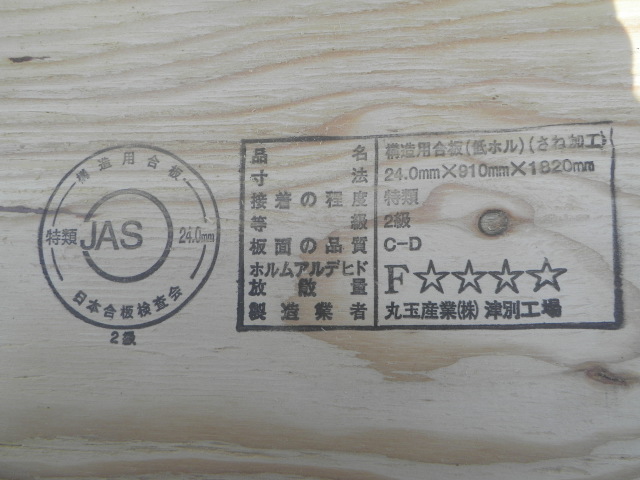 構造用合板
特類 JAS 24.0mm
日本合板検査会
2級
品名 構造用合板(低ホル)(さね加工)
寸法 24.0mm×910mm×1820mm
接着の程度 特類
等級 2級
板面の品質 C-D
ホルムアルデヒド
放散量 F☆☆☆☆
製造業者 丸玉産業(株) 津別工場